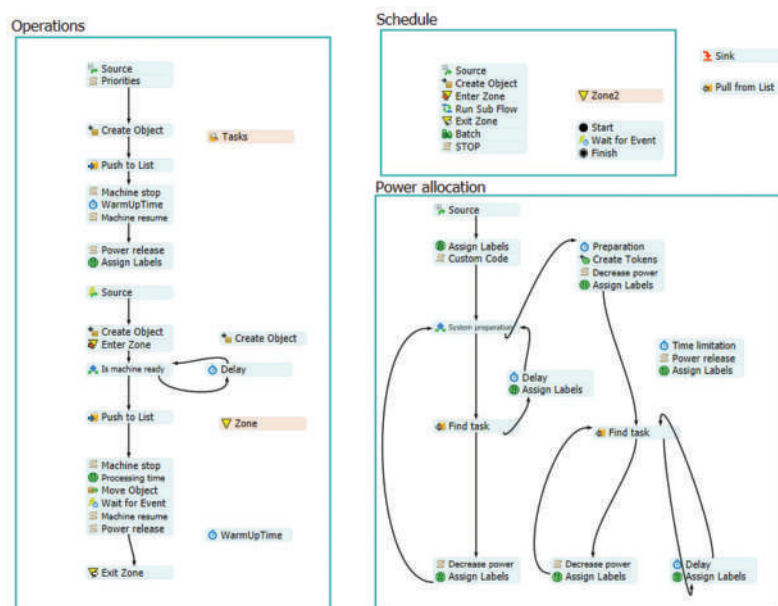 Operations
Source
Priorities
Create Object
Tasks
Push to List
Machine stop
WarmUpTime
Machine resume
Power release
Assign Labels
Source
Create Object
Enter Zone
Create Object
Is machine ready
Delay
Push to List
Zone
Machine stop
Processing time
Move Object
Wait for Event
Machine resume
Power release
WarmUpTime
Exit Zone
Schedule
Source
Create Object
Enter Zone
Run Sub Flow
Exit Zone
Batch
STOP
Zone2
Start
Wait for Event
Finish
Sink
Pull from List
Power allocation
Source
Assign Labels
Custom Code
Preparation
Create Tokens
Decrease power
Assign Labels
System preparation
Time limitation
Power release
Assign Labels
Delay
Assign Labels
Find task
Find task
Decrease power
Assign Labels
Decrease power
Assign Labels
Delay
Assign Labels